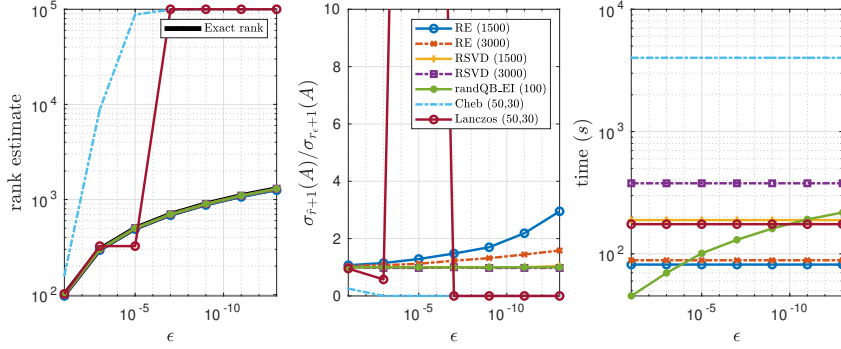 10^5
10^4
10^3
10^2
rank estimate
Exact rank
10^-5
10^-10
ϵ
10
8
6
4
2
0
σ_{r̂+1}(A)/σ_{r_ϵ+1}(A)
RE (1500)
RE (3000)
RSVD (1500)
RSVD (3000)
randQB_EI (100)
Cheb (50,30)
Lanczos (50,30)
10^-5
10^-10
ϵ
10^4
10^3
10^2
time (s)
10^-5
10^-10
ϵ